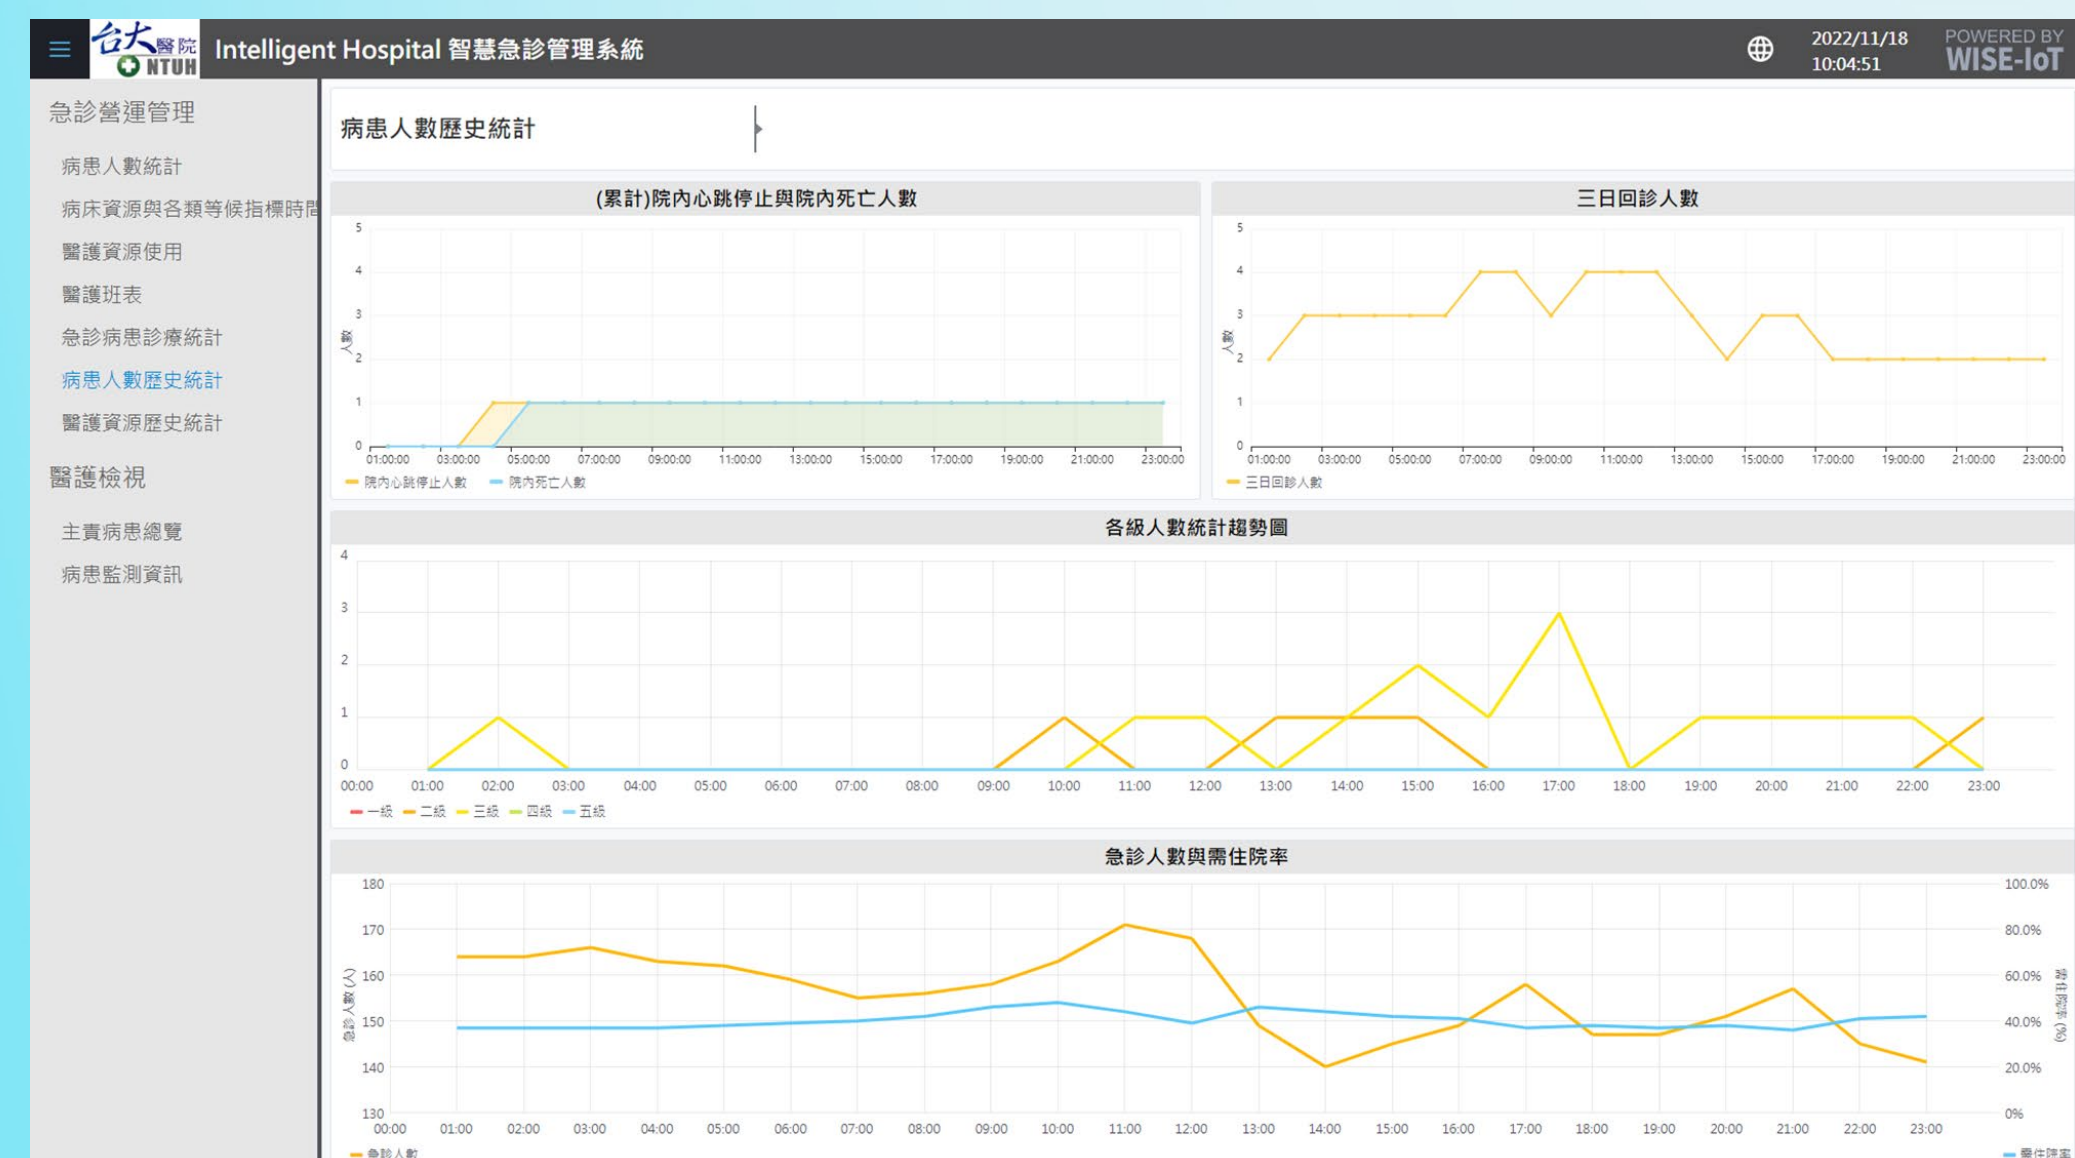 台大醫院
NTUH
Intelligent Hospital 智慧急診管理系統
2022/11/18
10:04:51
POWERED BY
WISE-IoT
急診營運管理
病患人數統計
病床資源與各類等候指標時間
醫護資源使用
醫護班表
急診病患診療統計
病患人數歷史統計
醫護資源歷史統計
醫護檢視
主責病患總覽
病患監測資訊
病患人數歷史統計
(累計)院內心跳停止與院內死亡人數
5
4
3
2
1
0
人數
01:00:00 03:00:00 05:00:00 07:00:00 09:00:00 11:00:00 13:00:00 15:00:00 17:00:00 19:00:00 21:00:00 23:00:00
院內心跳停止人數 院內死亡人數
三日回診人數
5
4
3
2
1
0
人數
01:00:00 03:00:00 05:00:00 07:00:00 09:00:00 11:00:00 13:00:00 15:00:00 17:00:00 19:00:00 21:00:00 23:00:00
三日回診人數
各級人數統計趨勢圖
4
3
2
1
0
00:00 01:00 02:00 03:00 04:00 05:00 06:00 07:00 08:00 09:00 10:00 11:00 12:00 13:00 14:00 15:00 16:00 17:00 18:00 19:00 20:00 21:00 22:00 23:00
一級 二級 三級 四級 五級
急診人數與需住院率
180
170
160
150
140
130
急診人數(人)
100.0%
80.0%
60.0%
40.0%
20.0%
0%
需住院率(%)
00:00 01:00 02:00 03:00 04:00 05:00 06:00 07:00 08:00 09:00 10:00 11:00 12:00 13:00 14:00 15:00 16:00 17:00 18:00 19:00 20:00 21:00 22:00 23:00
急診人數
需住院率